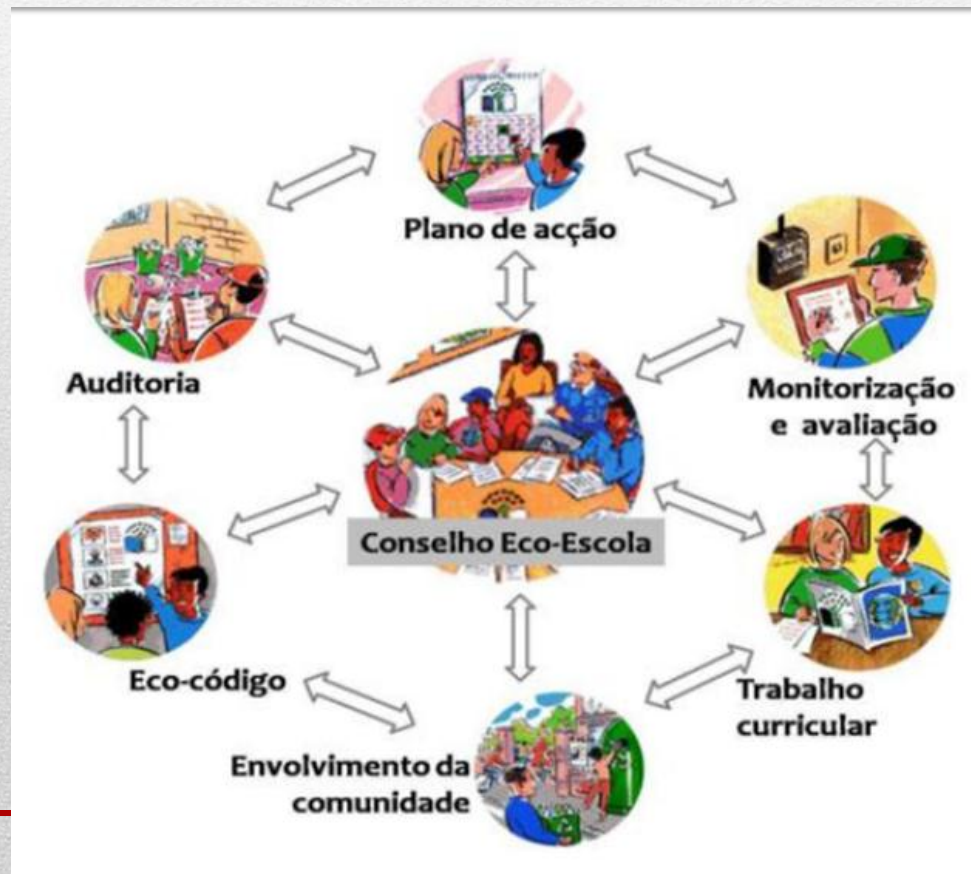 Plano de acção
Auditoria
Monitorização
e avaliação
Conselho Eco-Escola
Eco-código
Trabalho
curricular
Envolvimento da
comunidade